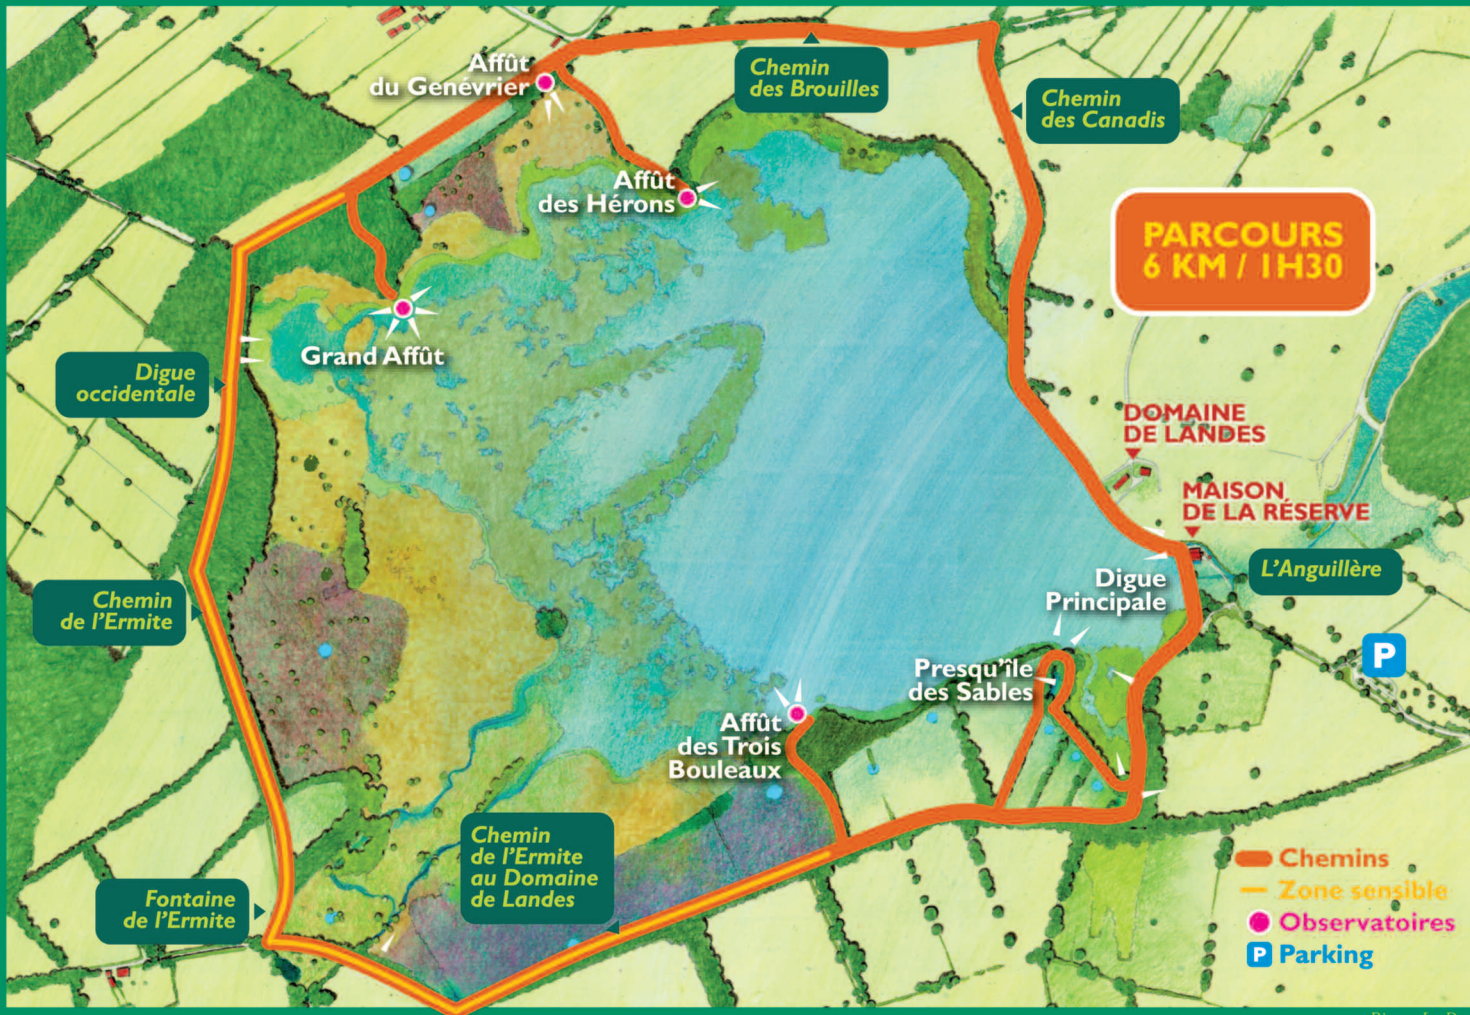 Affût
du Genévrier
Chemin
des Brouilles
Chemin
des Canadis
Affût
des Hérons
PARCOURS
6 KM / 1H30
Grand Affût
Digue
occidentale
DOMAINE
DE LANDES
MAISON
DE LA RÉSERVE
L'Anguillère
Digue
Principale
Chemin
de l'Ermite
P
Presqu'île
des Sables
Affût
des Trois
Bouleaux
Chemin
de l'Ermite
au Domaine
de Landes
Fontaine
de l'Ermite
Chemins
Zone sensible
Observatoires
P Parking